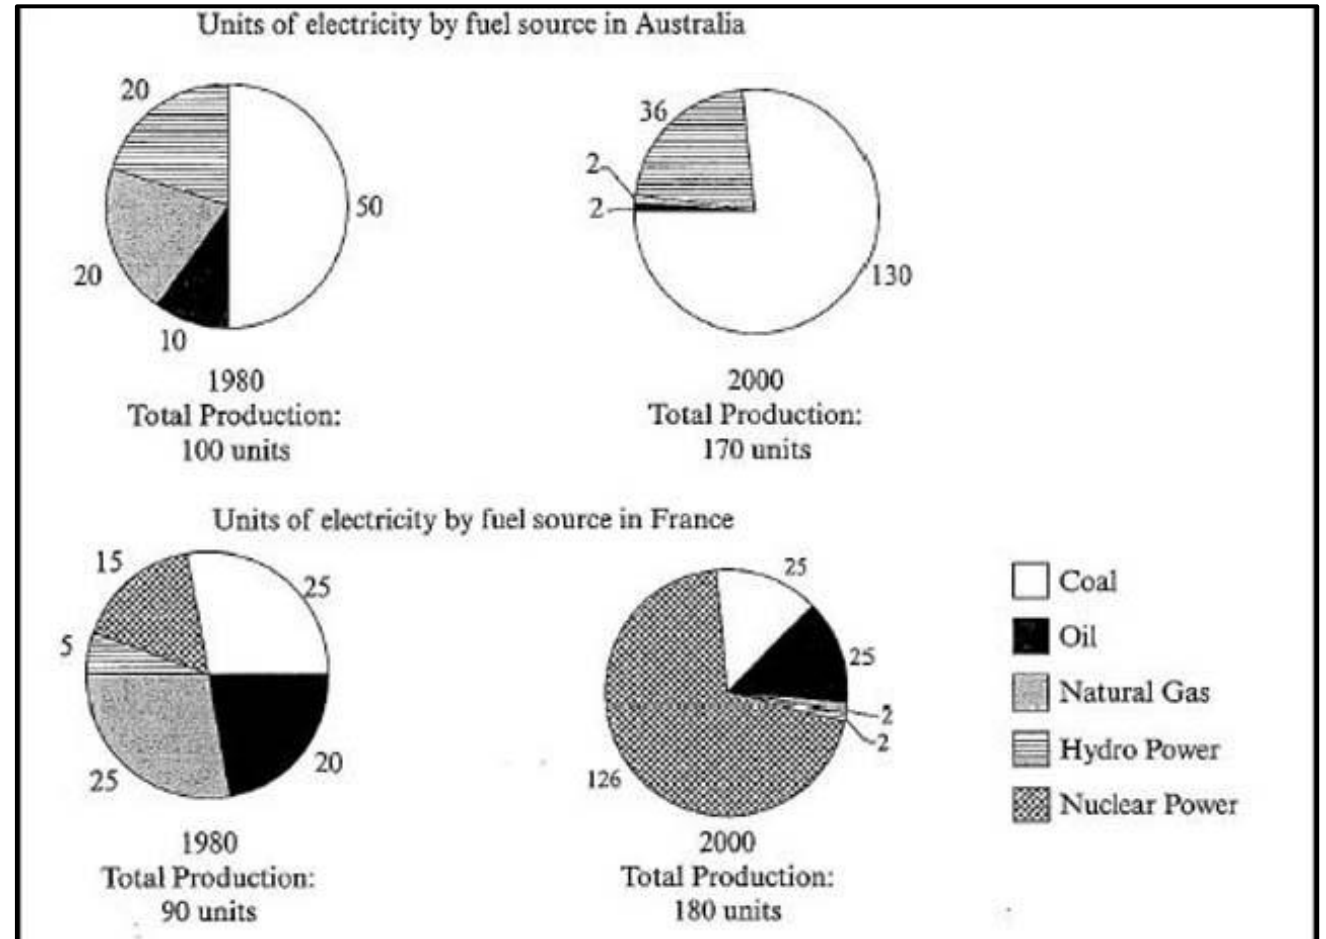 Units of electricity by fuel source in Australia
20
50
20
10
1980
Total Production:
100 units
36
2
2
130
2000
Total Production:
170 units
Units of electricity by fuel source in France
15
25
5
25
20
1980
Total Production:
90 units
25
25
2
2
126
2000
Total Production:
180 units
Coal
Oil
Natural Gas
Hydro Power
Nuclear Power